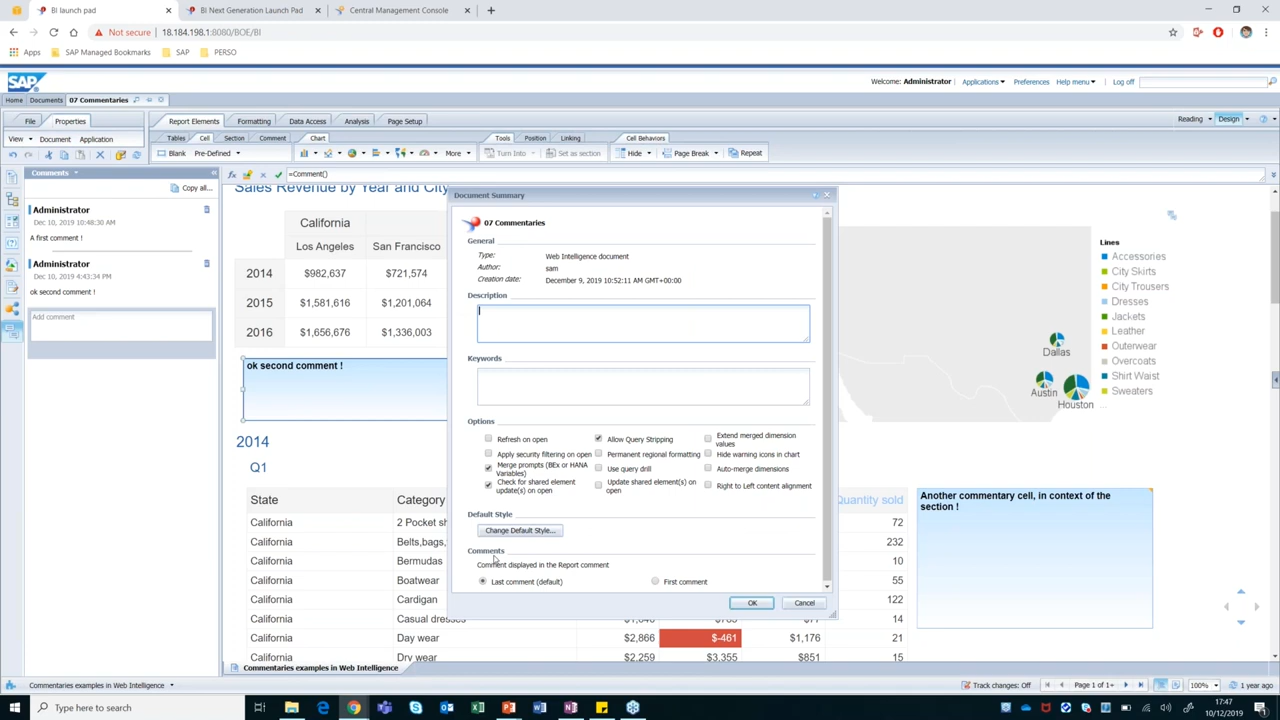 BI launch pad
BI Next Generation Launch Pad
Central Management Console
Not secure
18.184.198.1:8080/BOE/BI
Apps
SAP Managed Bookmarks
SAP
PERSO
SAP
Welcome: Administrator
Applications
Preferences
Help menu
Log off
Home
Documents
07 Commentaries
File
Properties
Report Elements
Formatting
Data Access
Analysis
Page Setup
Reading
Design
View
Document
Application
Tables
Cell
Section
Comment
Chart
Tools
Position
Linking
Cell Behaviors
Blank
Pre-Defined
More
Turn Into
Set as section
Hide
Page Break
Repeat
Comments
=Comment()
Copy all...
Administrator
Dec 10, 2019 10:48:30 AM
A first comment !
Administrator
Dec 10, 2019 4:43:34 PM
ok second comment !
Add comment
Sales Revenue by Year and City
California
Los Angeles
San Francisco
2014 $982,637 $721,574
2015 $1,581,616 $1,201,064
2016 $1,656,676 $1,336,003
ok second comment !
2014
Q1
State
Category
Quantity sold
California 2 Pocket sh 72
California Belts,bags, 232
California Bermudas 10
California Boatwear 55
California Cardigan 122
California Casual dresses 14
California Day wear $2,866 $-461 $1,176 21
California Dry wear $2,259 $3,355 $851 15
Document Summary
07 Commentaries
General
Type: Web Intelligence document
Author: sam
Creation date: December 9, 2019 10:52:11 AM GMT+00:00
Description
Keywords
Options
Refresh on open
Allow Query Stripping
Extend merged dimension
values
Apply security filtering on open
Permanent regional formatting
Hide warning icons in chart
Merge prompts (BEx or HANA
Variables)
Use query drill
Auto-merge dimensions
Check for shared element
update(s) on open
Update shared element(s) on
open
Right to Left content alignment
Default Style
Change Default Style...
Comments
Comment displayed in the Report comment
Last comment (default)
First comment
OK
Cancel
Lines
Accessories
City Skirts
City Trousers
Dresses
Jackets
Leather
Outerwear
Overcoats
Shirt Waist
Sweaters
...
Dallas
Austin
Houston
Another commentary cell, in context of the
section !
Commentaries examples in Web Intelligence
Commentaries examples in Web Intelligence
Track changes: Off
Page 1 of 1+
100%
1 year ago
Type here to search
17:47
10/12/2019